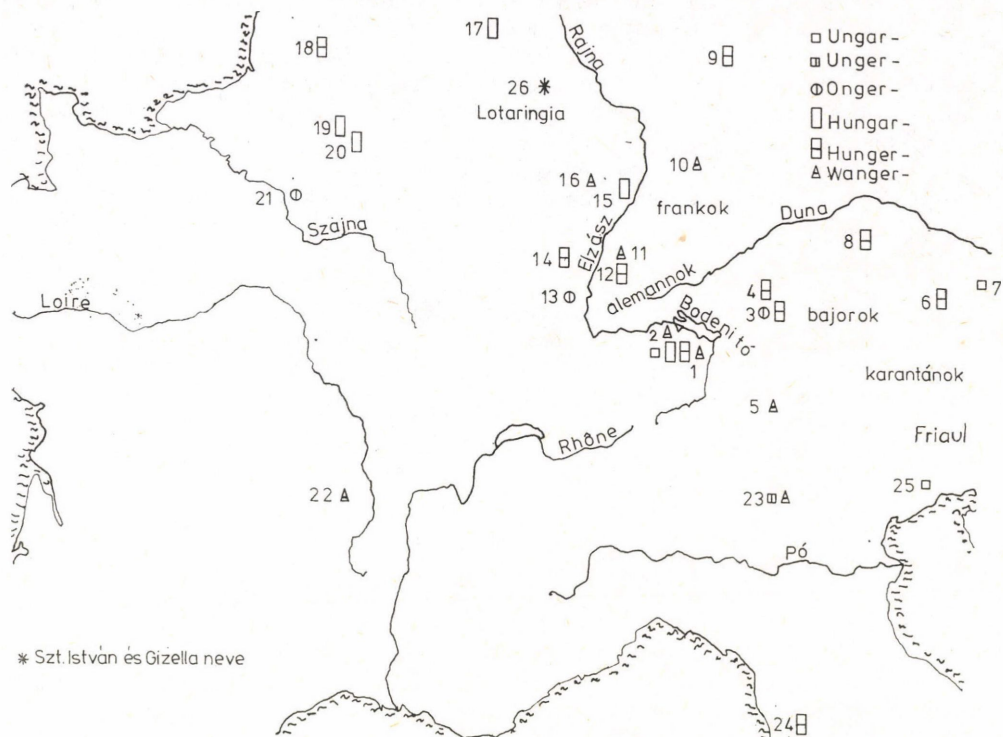 17
18
Rajna
9
Ungar-
Unger-
Onger-
Hungar-
Hunger-
Wanger-
26
Lotaringia
19
20
10
16
15
frankok
21
Szajna
Elzász
Duna
8
14
11
12
13
alemannok
7
Loire
4
3
bajorok
6
Bodeni tó
2
1
karantánok
5
Friaul
Rhône
22
23
25
Pó
* Szt. István és Gizella neve
24